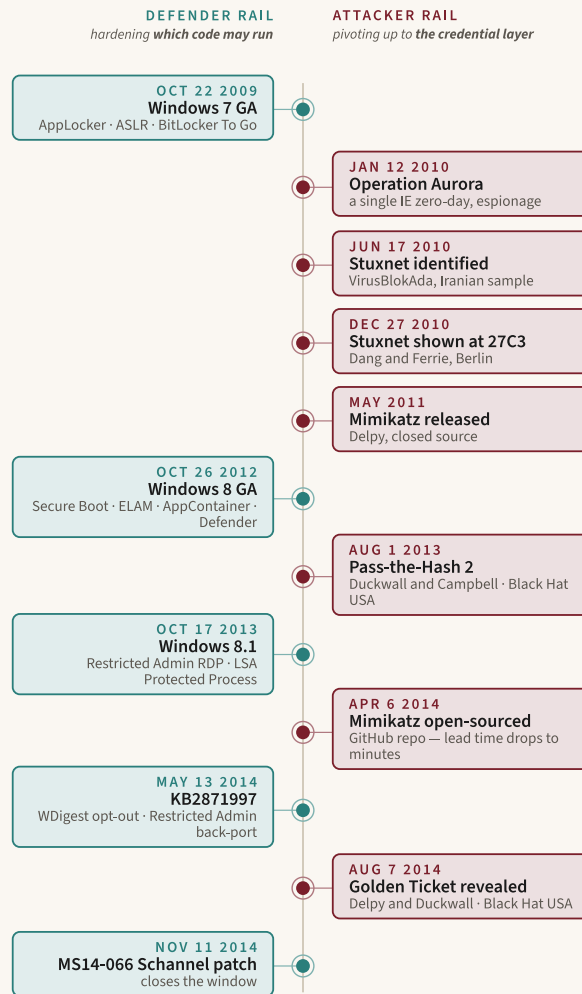 DEFENDER RAIL
hardening which code may run
ATTACKER RAIL
pivoting up to the credential layer
OCT 22 2009
Windows 7 GA
AppLocker · ASLR · BitLocker To Go
JAN 12 2010
Operation Aurora
a single IE zero-day, espionage
JUN 17 2010
Stuxnet identified
VirusBlokAda, Iranian sample
DEC 27 2010
Stuxnet shown at 27C3
Dang and Ferrie, Berlin
MAY 2011
Mimikatz released
Delpy, closed source
OCT 26 2012
Windows 8 GA
Secure Boot · ELAM · AppContainer ·
Defender
AUG 1 2013
Pass-the-Hash 2
Duckwall and Campbell · Black Hat
USA
OCT 17 2013
Windows 8.1
Restricted Admin RDP · LSA
Protected Process
APR 6 2014
Mimikatz open-sourced
GitHub repo — lead time drops to
minutes
MAY 13 2014
KB2871997
WDigest opt-out · Restricted Admin
back-port
AUG 7 2014
Golden Ticket revealed
Delpy and Duckwall · Black Hat USA
NOV 11 2014
MS14-066 Schannel patch
closes the window